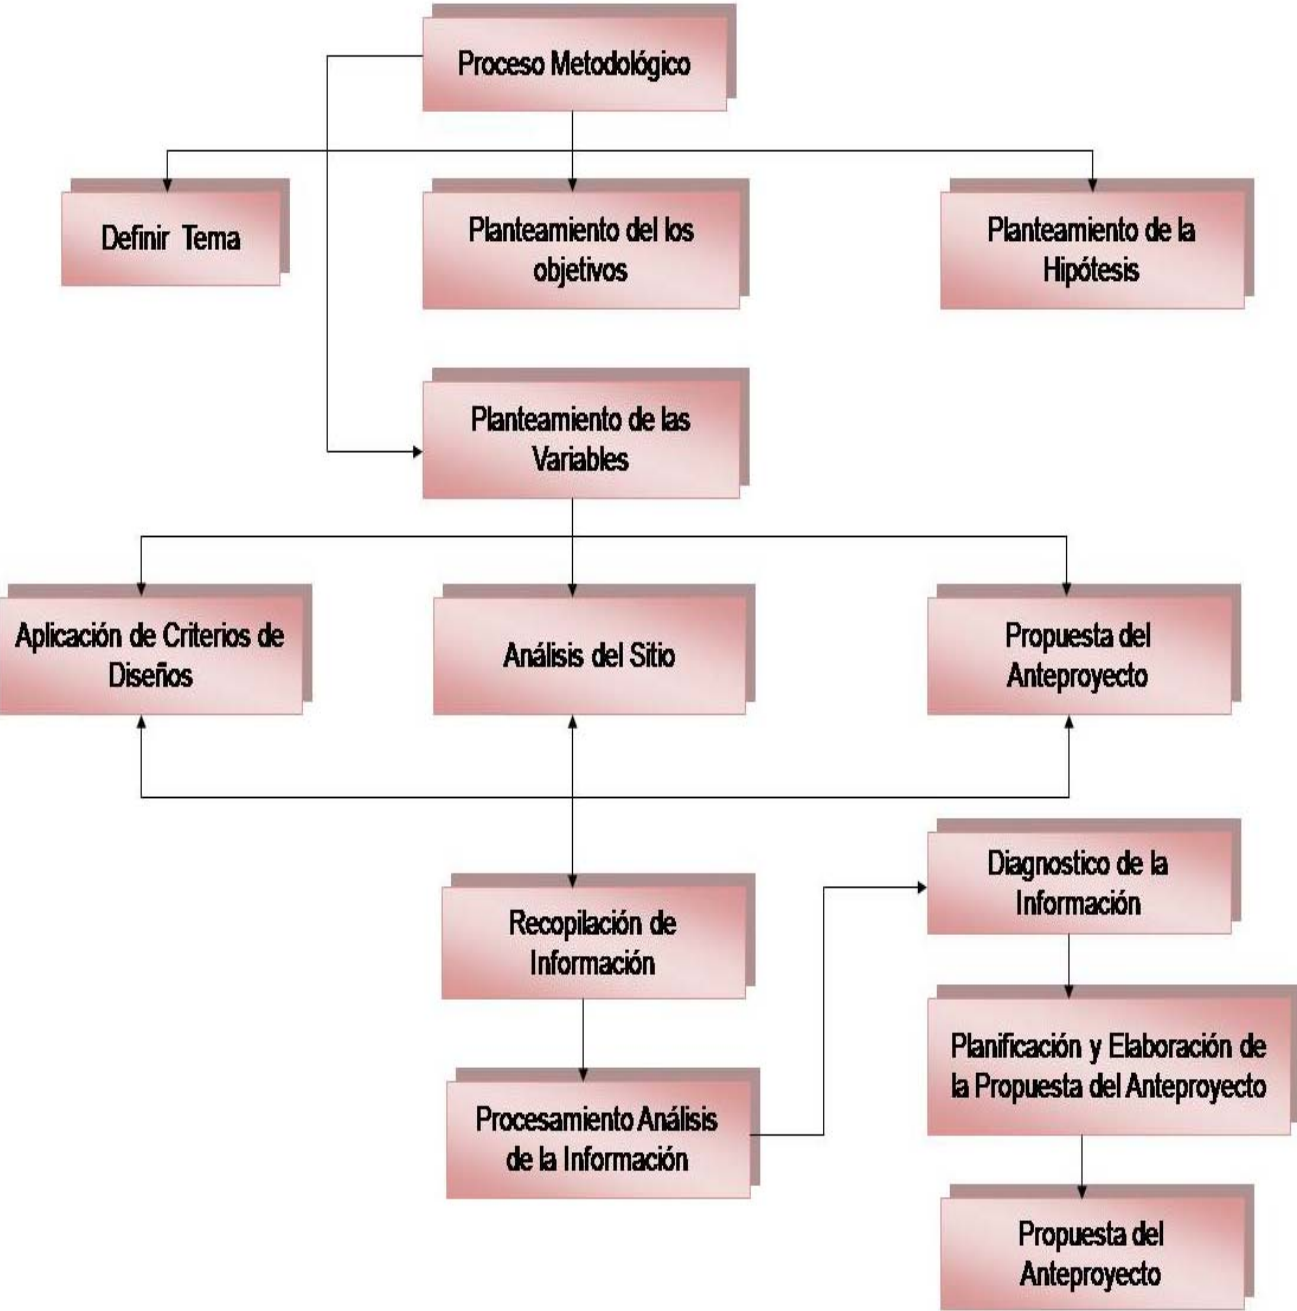 Proceso Metodológico
Definir Tema
Planteamiento del los
objetivos
Planteamiento de la
Hipótesis
Planteamiento de las
Variables
Aplicación de Criterios de
Diseños
Análisis del Sitio
Propuesta del
Anteproyecto
Diagnostico de la
Información
Recopilación de
Información
Planificación y Elaboración de
la Propuesta del Anteproyecto
Procesamiento Análisis
de la Información
Propuesta del
Anteproyecto